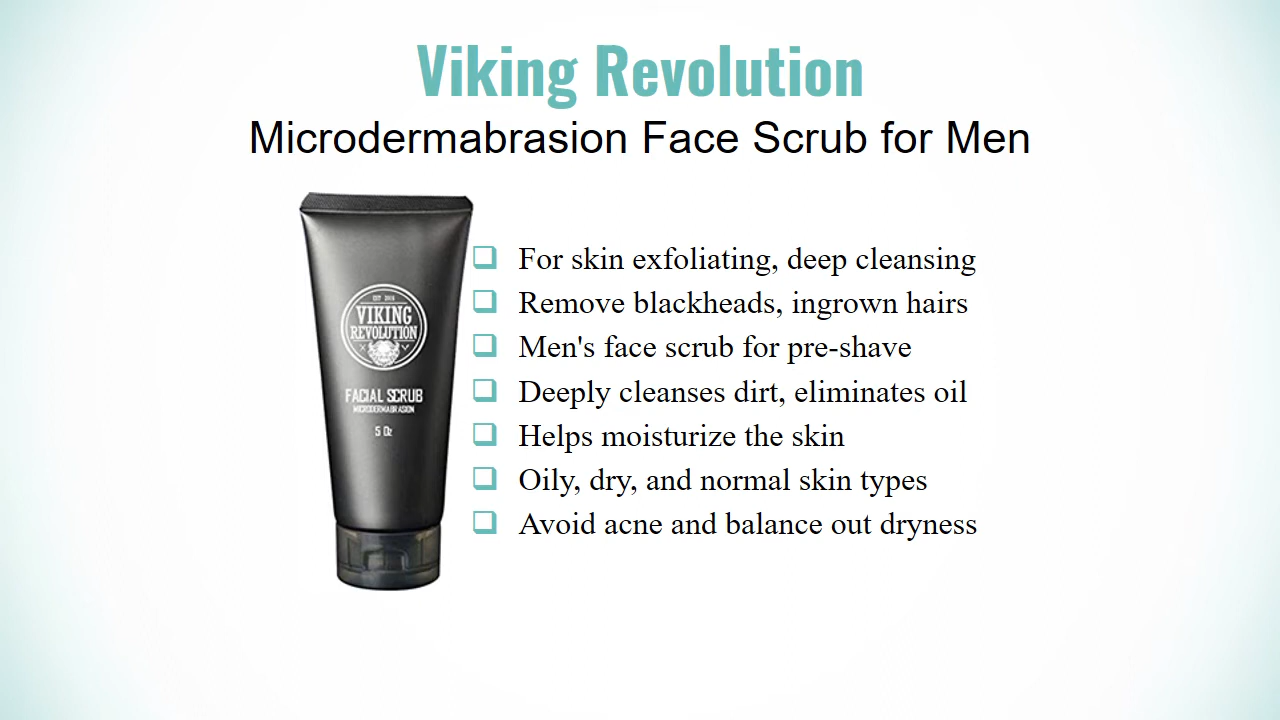 Viking Revolution
Microdermabrasion Face Scrub for Men
For skin exfoliating, deep cleansing
Remove blackheads, ingrown hairs
Men's face scrub for pre-shave
Deeply cleanses dirt, eliminates oil
Helps moisturize the skin
Oily, dry, and normal skin types
Avoid acne and balance out dryness
VIKING
REVOLUTION
FACIAL SCRUB
MICRODERMABRASION
5 Oz